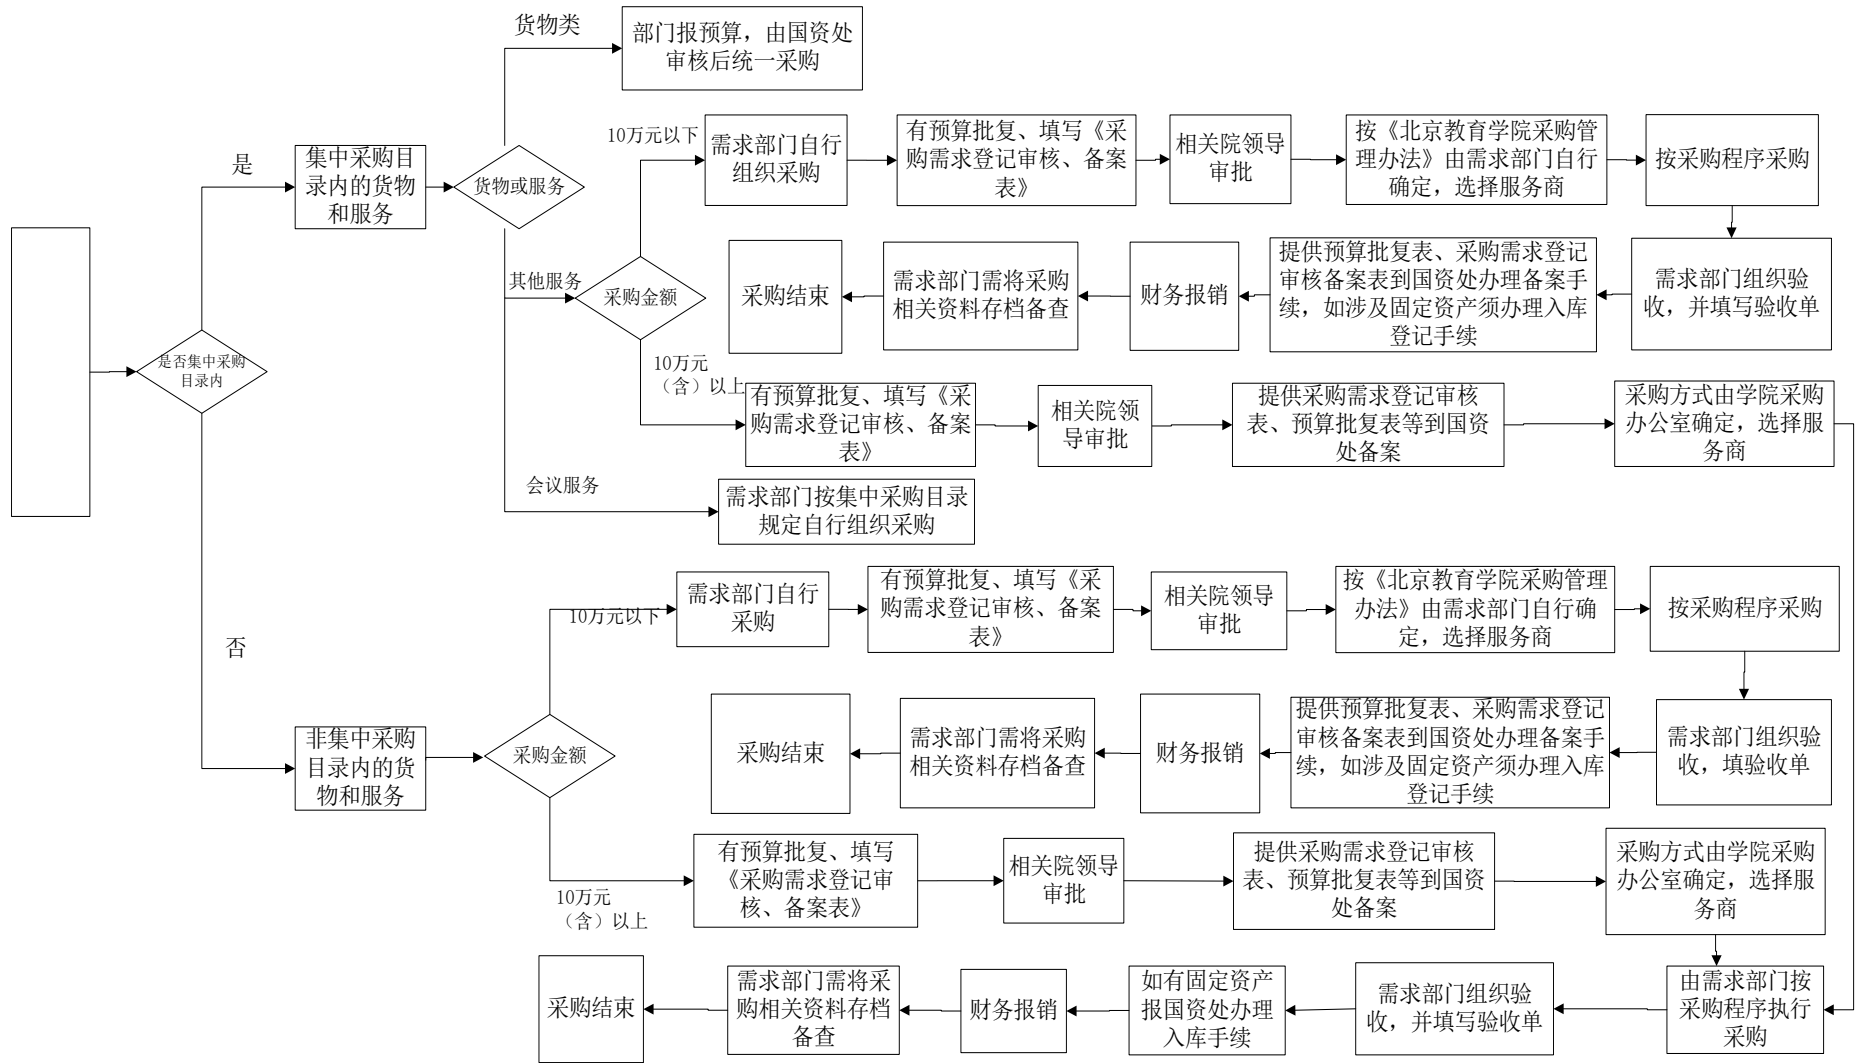 货物类
部门报预算，由国资处
审核后统一采购
是
集中采购目
录内的货物
和服务
货物或服务
10万元以下
需求部门自行
组织采购
有预算批复、填写《采
购需求登记审核、备案
表》
相关院领导
审批
按《北京教育学院采购管
理办法》由需求部门自行
确定，选择服务商
按采购程序采购
其他服务
采购金额
采购结束
需求部门需将采购
相关资料存档备查
财务报销
提供预算批复表、采购需求登记
审核备案表到国资处办理备案手
续，如涉及固定资产须办理入库
登记手续
需求部门组织验
收，并填写验收单
是否集中采购
目录内
10万元
（含）以上
有预算批复、填写《采
购需求登记审核、备案
表》
相关院领
导审批
提供采购需求登记审核
表、预算批复表等到国资
处备案
采购方式由学院采购
办公室确定，选择服
务商
会议服务
需求部门按集中采购目录
规定自行组织采购
否
10万元以下
需求部门自行
采购
有预算批复、填写《采
购需求登记审核、备案
表》
相关院领导
审批
按《北京教育学院采购管理
办法》由需求部门自行确
定，选择服务商
按采购程序采购
非集中采购
目录内的货
物和服务
采购金额
采购结束
需求部门需将采购
相关资料存档备查
财务报销
提供预算批复表、采购需求登记
审核备案表到国资处办理备案手
续，如涉及固定资产须办理入库
登记手续
需求部门组织验
收，填验收单
10万元
（含）以上
有预算批复、填写
《采购需求登记审
核、备案表》
相关院领导
审批
提供采购需求登记审核
表、预算批复表等到国资
处备案
采购方式由学院采购
办公室确定，选择服
务商
采购结束
需求部门需将采
购相关资料存档
备查
财务报销
如有固定资产
报国资处办理
入库手续
需求部门组织验
收，并填写验收单
由需求部门按
采购程序执行
采购